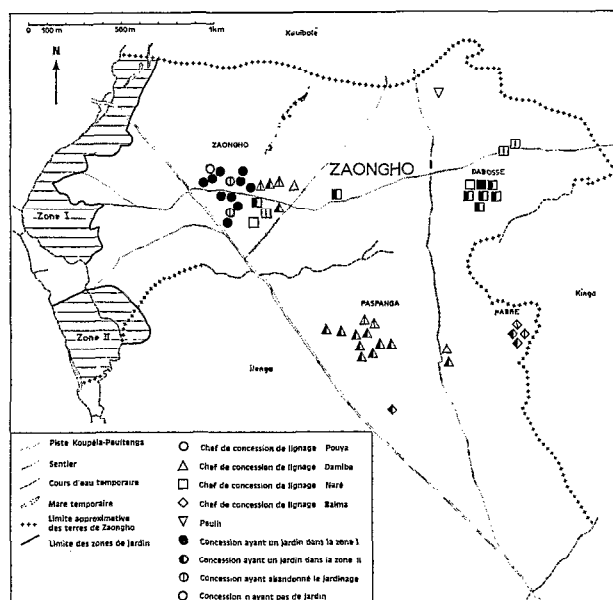 0 100 m 500 m 1km
Kouibolé
N
ZAONGHO
ZAONGHO
DABOSSE
Zone I
Kinga
PASPANGA
NABRE
Zone II
Ilenga
Piste Koupéla-Pouitenga
Sentier
Cours d'eau temporaire
Mare temporaire
Limite approximative
des terres de Zaongho
Limite des zones de jardin
Chef de concession de lignage Pouya
Chef de concession de lignage Damiba
Chef de concession de lignage Naré
Chef de concession de lignage Balma
Peulh
Concession ayant un jardin dans la zone I
Concession ayant un jardin dans la zone II
Concession ayant abandonné le jardinage
Concession n'ayant pas de jardin